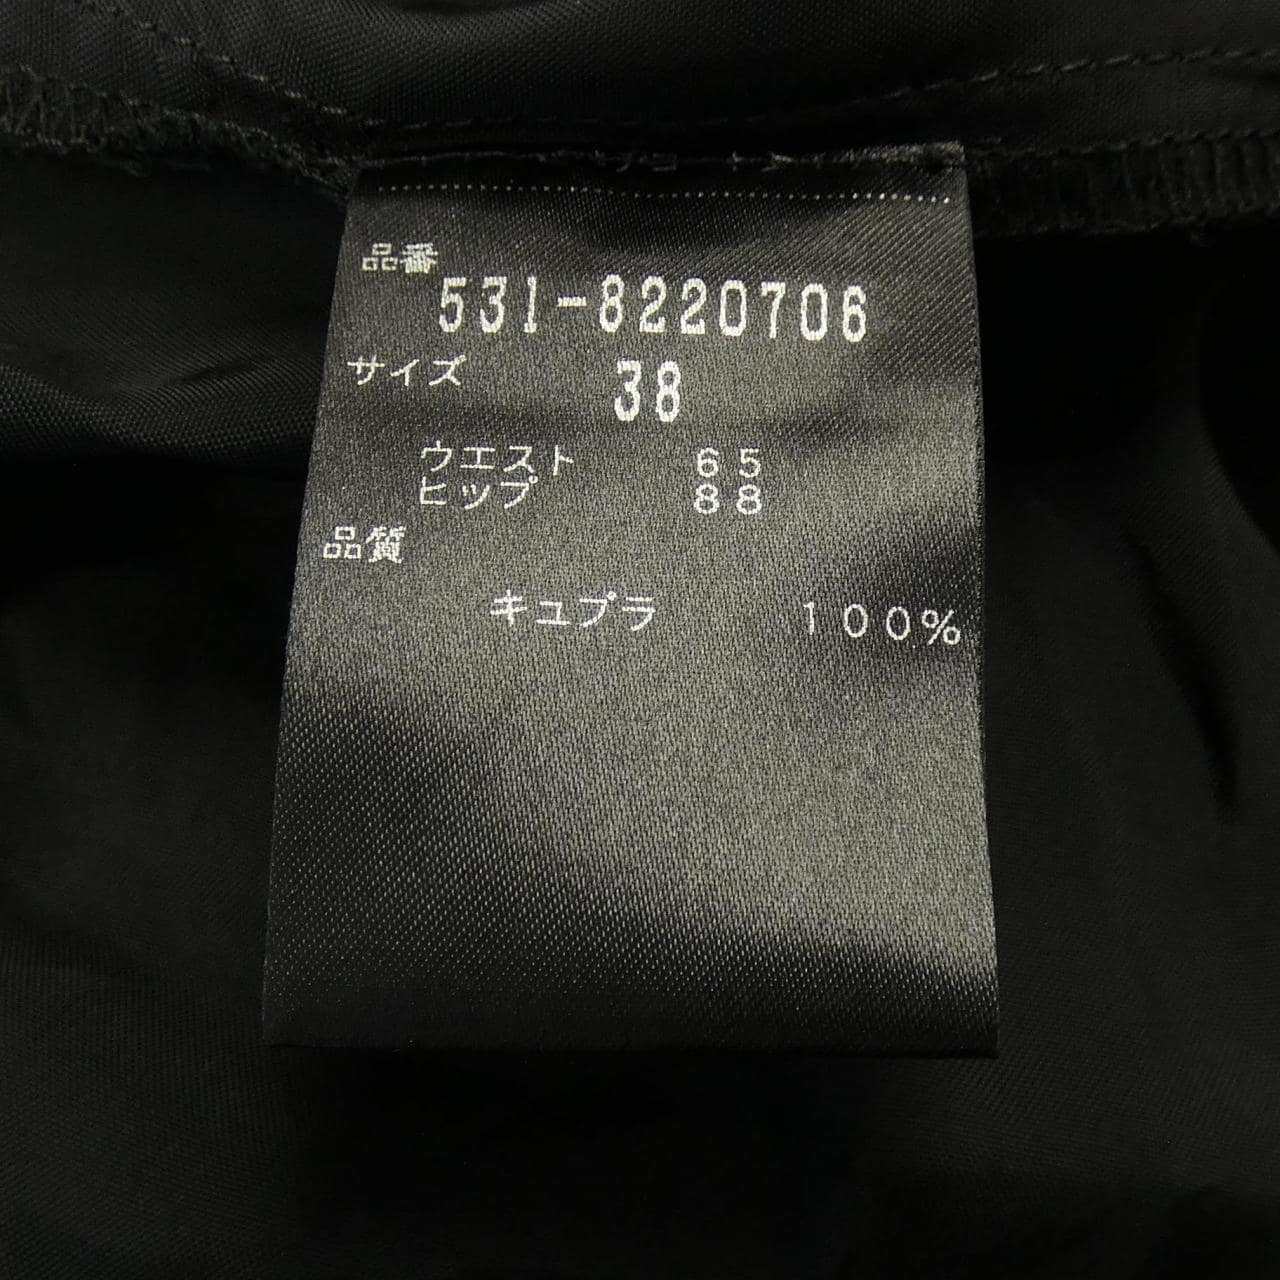 品番
531-8220706
サイズ 38
ウエスト 65
ヒップ 88
品質
キュプラ 100%